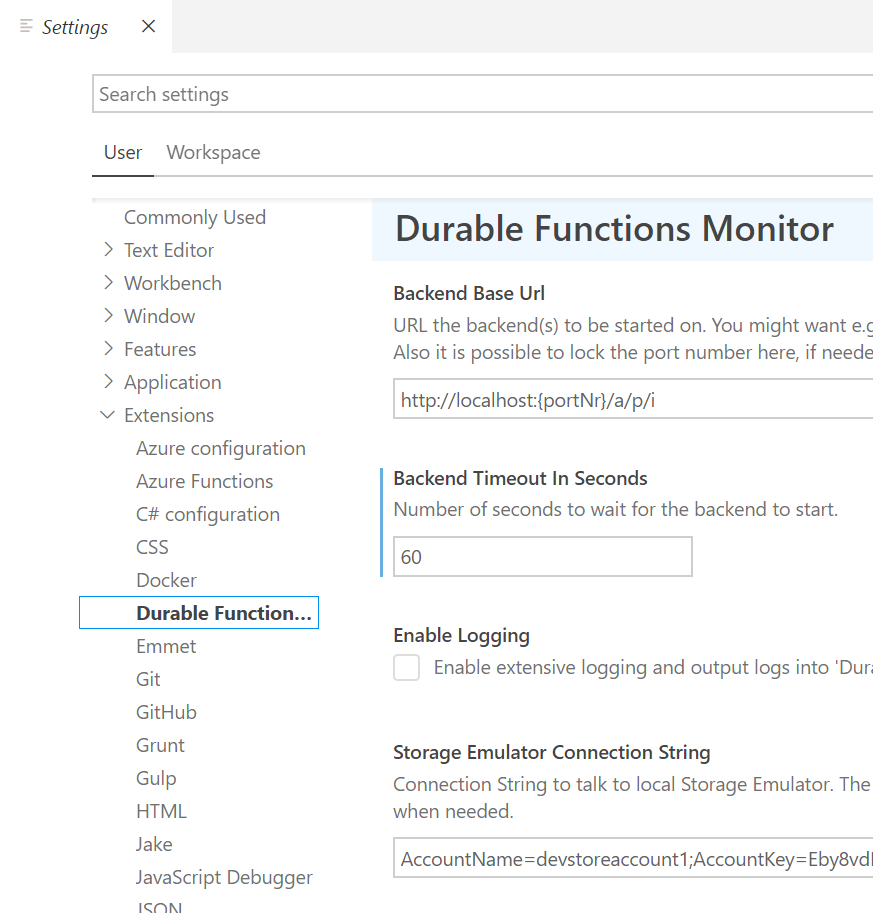 Settings
Search settings
User Workspace
Commonly Used
Text Editor
Workbench
Window
Features
Application
Extensions
Azure configuration
Azure Functions
C# configuration
CSS
Docker
Durable Function...
Emmet
Git
GitHub
Grunt
Gulp
HTML
Jake
JavaScript Debugger
JSON
Durable Functions Monitor
Backend Base Url
URL the backend(s) to be started on. You might want e.g
Also it is possible to lock the port number here, if neede
http://localhost:{portNr}/a/p/i
Backend Timeout In Seconds
Number of seconds to wait for the backend to start.
60
Enable Logging
Enable extensive logging and output logs into 'Dura
Storage Emulator Connection String
Connection String to talk to local Storage Emulator. The
when needed.
AccountName=devstoreaccount1;AccountKey=Eby8vd